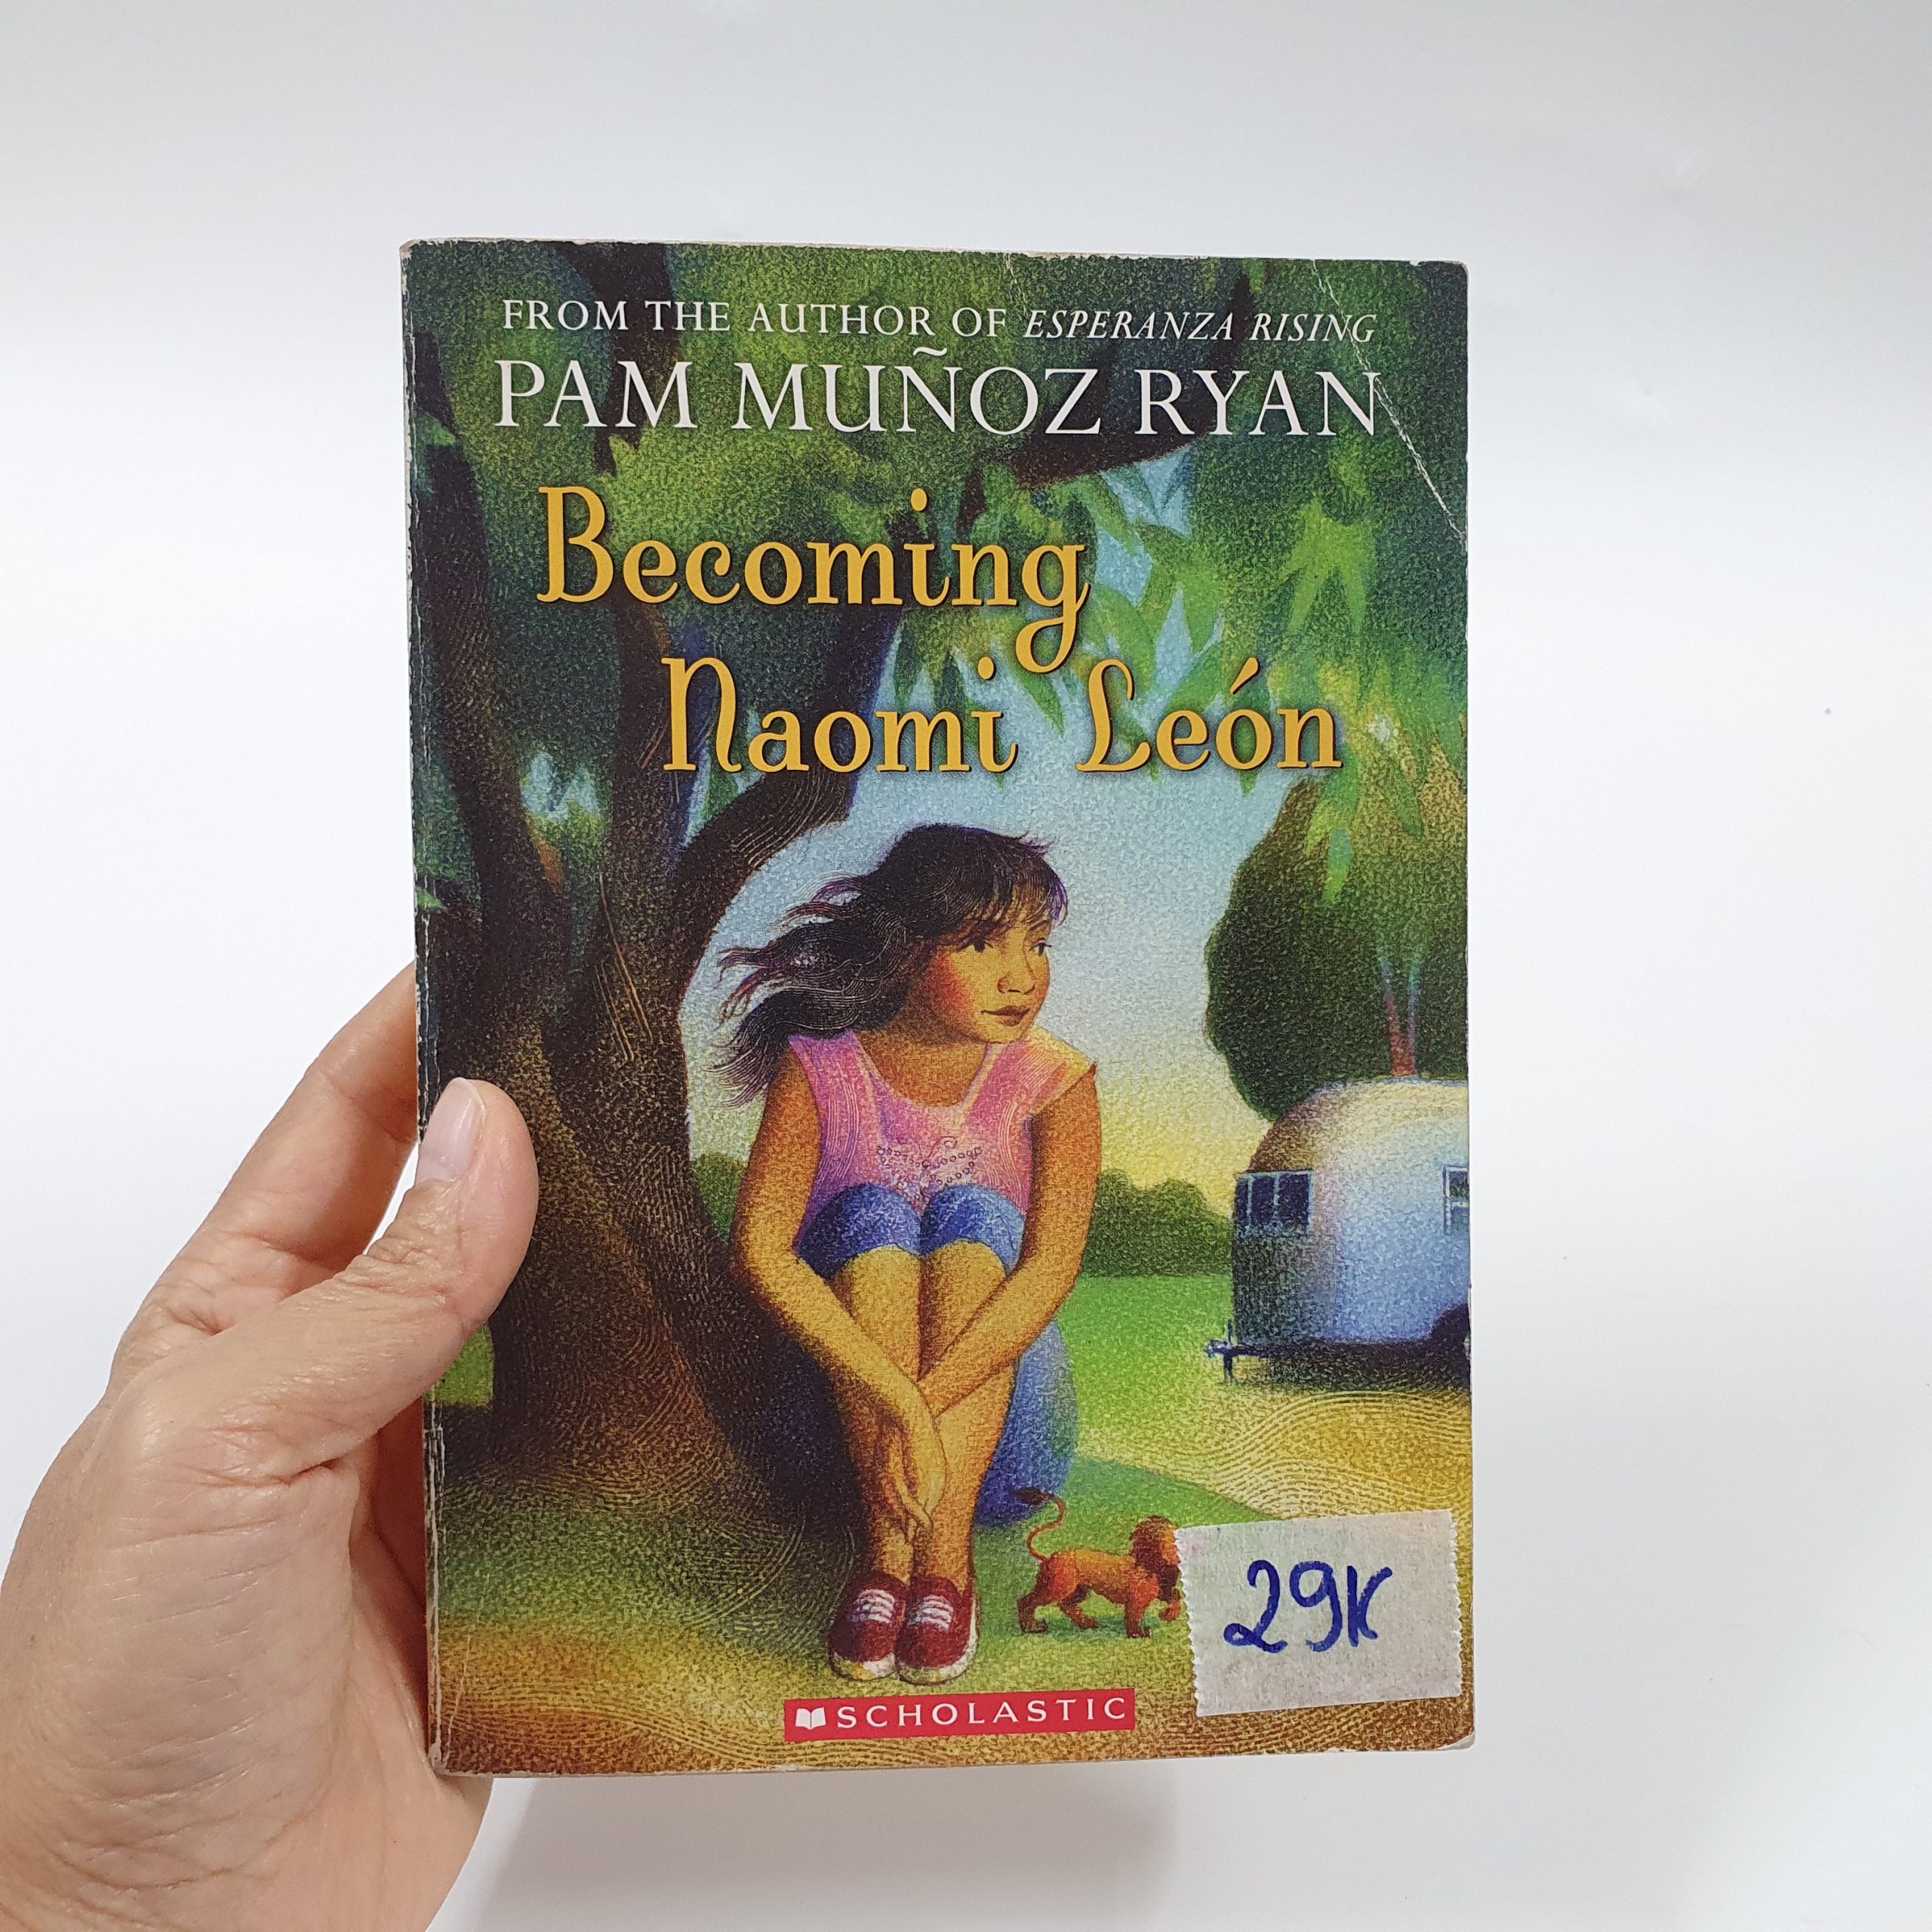 FROM THE AUTHOR OF ESPERANZA RISING
PAM MUÑOZ RYAN
Becoming
Naomi León
29K
SCHOLASTIC